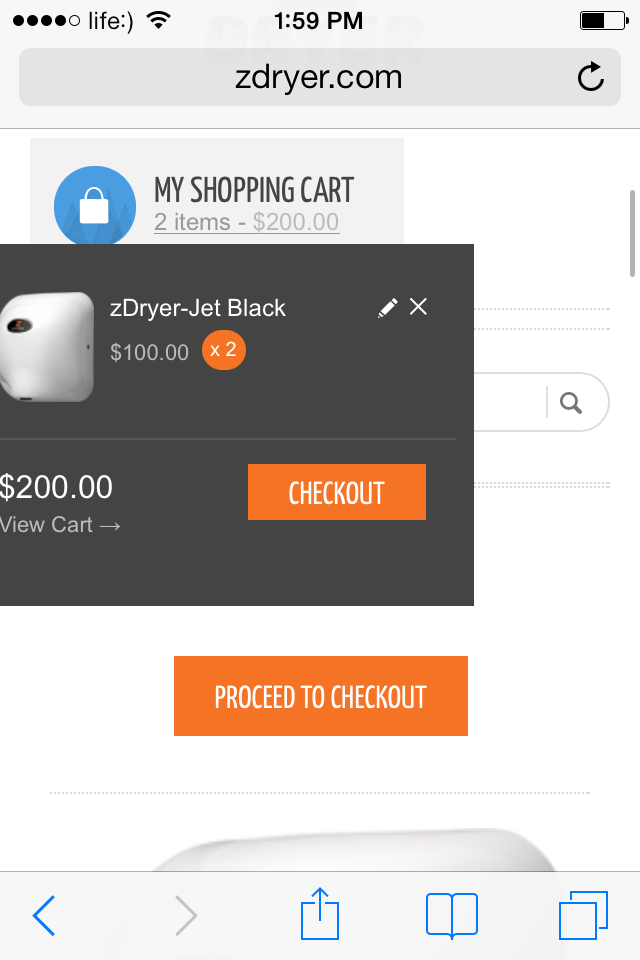 life:) 1:59 PM
zdryer.com
MY SHOPPING CART
2 items - $200.00
zDryer-Jet Black
$100.00 x 2
$200.00 CHECKOUT
View Cart →
PROCEED TO CHECKOUT